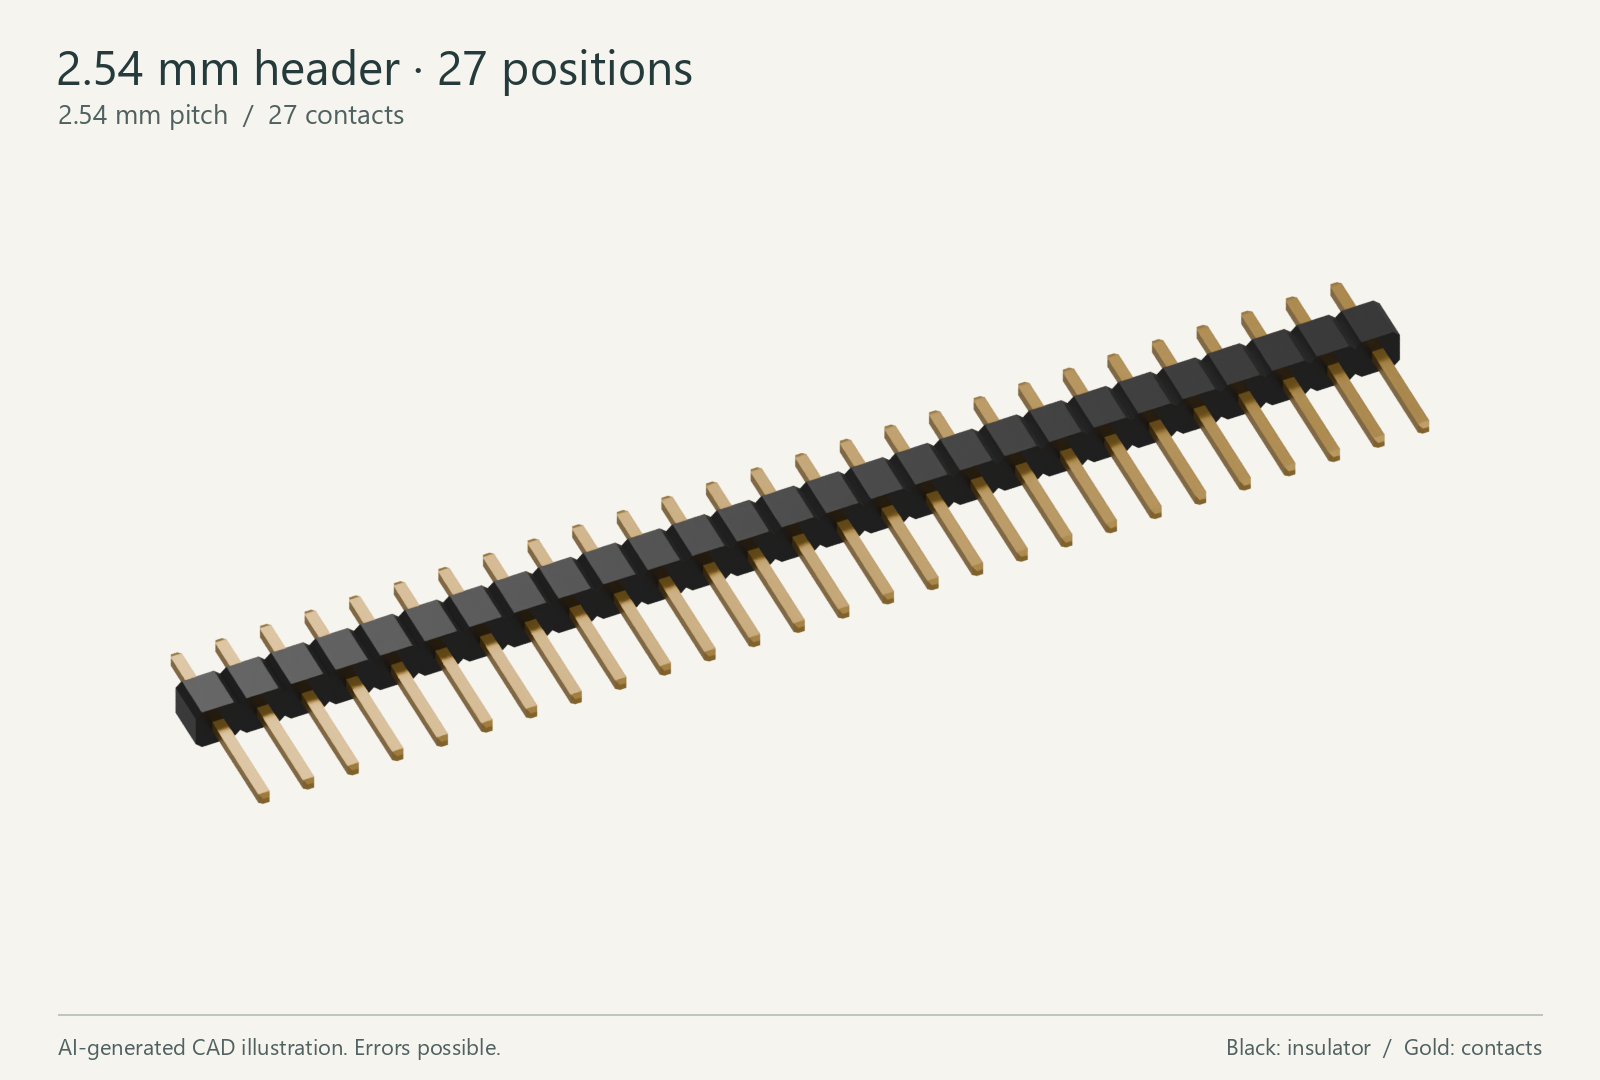 2.54 mm header · 27 positions
2.54 mm pitch / 27 contacts
AI-generated CAD illustration. Errors possible.
Black: insulator / Gold: contacts